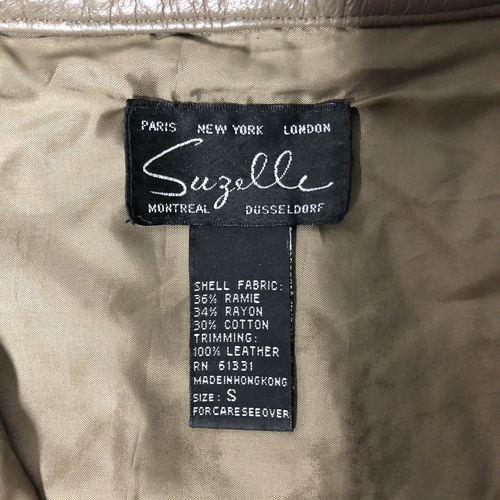 PARIS NEW YORK LONDON
Suzelle
MONTREAL DÜSSELDORF
SHELL FABRIC:
36% RAMIE
34% RAYON
30% COTTON
TRIMMING:
100% LEATHER
RN 61331
MADEINHONGKONG
SIZE: S
FORCARESEEOVER